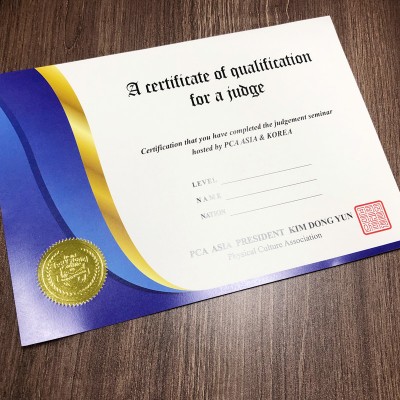 A certificate of qualification
for a judge
Certification that you have completed the judgement seminar
hosted by PCA ASIA & KOREA
LEVEL
NAME
NATION
PCA ASIA PRESIDENT KIM DONG YUN
Physical Culture Association